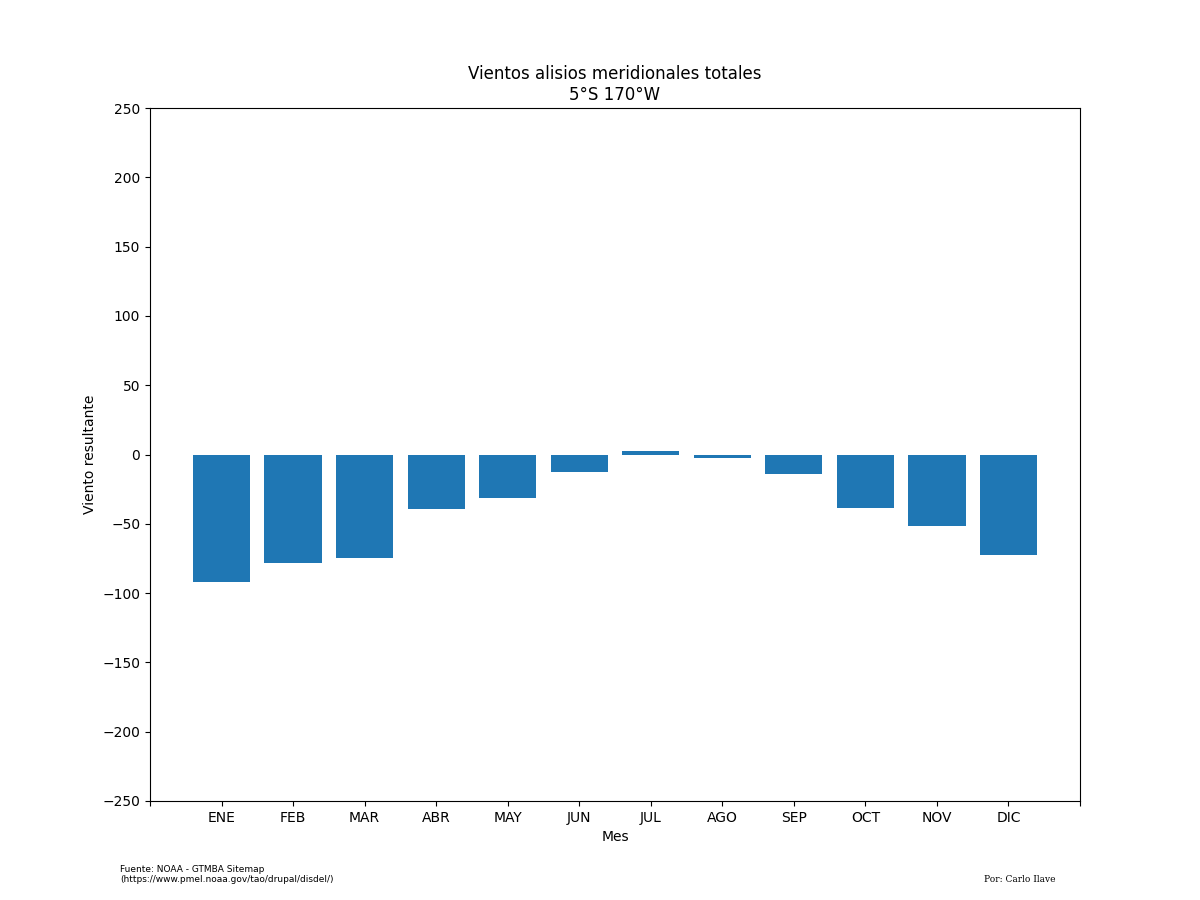 Vientos alisios meridionales totales
5°S 170°W
250
200
150
100
50
0
−50
−100
−150
−200
−250
Viento resultante
ENE FEB MAR ABR MAY JUN JUL AGO SEP OCT NOV DIC
Mes
Fuente: NOAA - GTMBA Sitemap
(https://www.pmel.noaa.gov/tao/drupal/disdel/)
Por: Carlo Ilave